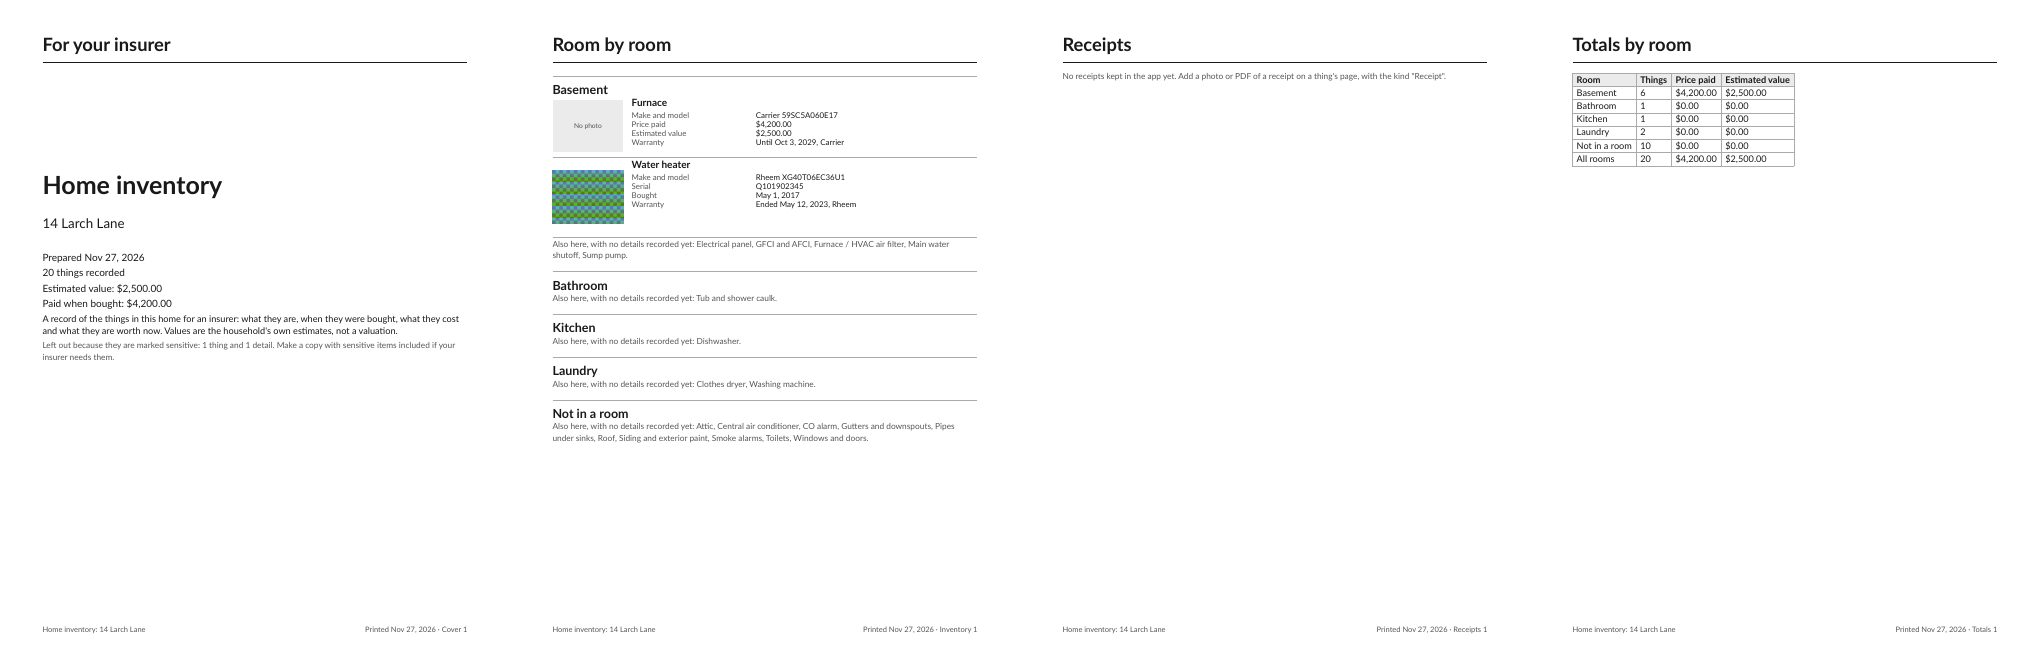 For your insurer
Home inventory
14 Larch Lane
Prepared Nov 27, 2026
20 things recorded
Estimated value: $2,500.00
Paid when bought: $4,200.00
A record of the things in this home for an insurer: what they are, when they were bought, what they cost
and what they are worth now. Values are the household's own estimates, not a valuation.
Left out because they are marked sensitive: 1 thing and 1 detail. Make a copy with sensitive items included if your
insurer needs them.
Home inventory: 14 Larch Lane
Printed Nov 27, 2026 · Cover 1
Room by room
Basement
No photo
Furnace
Make and model Carrier 59SC5A060E17
Price paid $4,200.00
Estimated value $2,500.00
Warranty Until Oct 3, 2029, Carrier
Water heater
Make and model Rheem XG40T06EC36U1
Serial Q101902345
Bought May 1, 2017
Warranty Ended May 12, 2023, Rheem
Also here, with no details recorded yet: Electrical panel, GFCI and AFCI, Furnace / HVAC air filter, Main water
shutoff, Sump pump.
Bathroom
Also here, with no details recorded yet: Tub and shower caulk.
Kitchen
Also here, with no details recorded yet: Dishwasher.
Laundry
Also here, with no details recorded yet: Clothes dryer, Washing machine.
Not in a room
Also here, with no details recorded yet: Attic, Central air conditioner, CO alarm, Gutters and downspouts, Pipes
under sinks, Roof, Siding and exterior paint, Smoke alarms, Toilets, Windows and doors.
Home inventory: 14 Larch Lane
Printed Nov 27, 2026 · Inventory 1
Receipts
No receipts kept in the app yet. Add a photo or PDF of a receipt on a thing's page, with the kind "Receipt".
Home inventory: 14 Larch Lane
Printed Nov 27, 2026 · Receipts 1
Totals by room
Room Things Price paid Estimated value
Basement 6 $4,200.00 $2,500.00
Bathroom 1 $0.00 $0.00
Kitchen 1 $0.00 $0.00
Laundry 2 $0.00 $0.00
Not in a room 10 $0.00 $0.00
All rooms 20 $4,200.00 $2,500.00
Home inventory: 14 Larch Lane
Printed Nov 27, 2026 · Totals 1